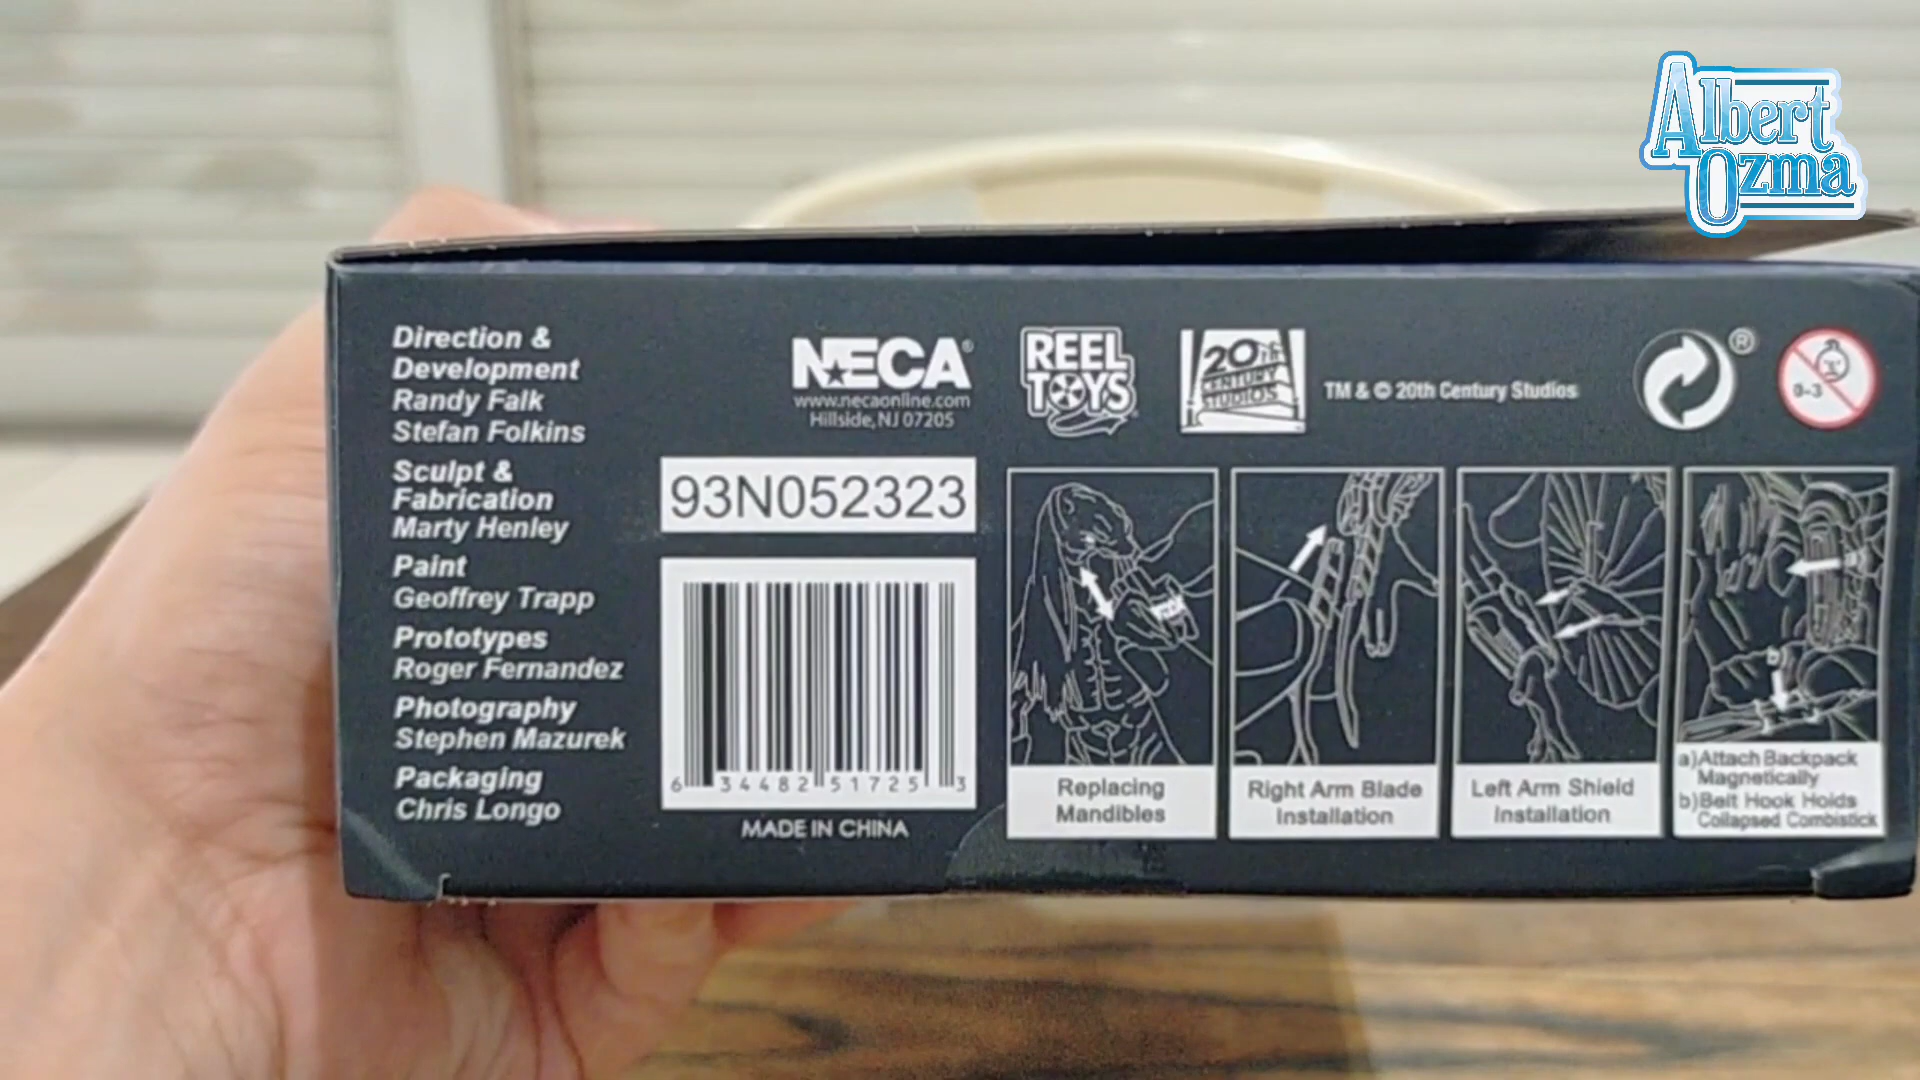 Albert
Ozma
Direction &
Development
Randy Falk
Stefan Folkins
Sculpt &
Fabrication
Marty Henley
Paint
Geoffrey Trapp
Prototypes
Roger Fernandez
Photography
Stephen Mazurek
Packaging
Chris Longo
NECA®
www.necaonline.com
Hillside, NJ 07205
REEL
TOYS
20TH
CENTURY
STUDIOS
TM & © 20th Century Studios
®
0-3
93N052323
6 34482 51725 3
MADE IN CHINA
Replacing
Mandibles
Right Arm Blade
Installation
Left Arm Shield
Installation
a)
b)
a)Attach Backpack
Magnetically
b)Belt Hook Holds
Collapsed Combistick